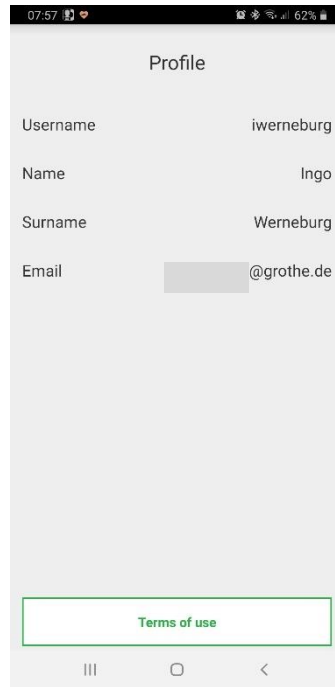 07:57 62%
Profile
Username iwerneburg
Name Ingo
Surname Werneburg
Email @grothe.de
Terms of use